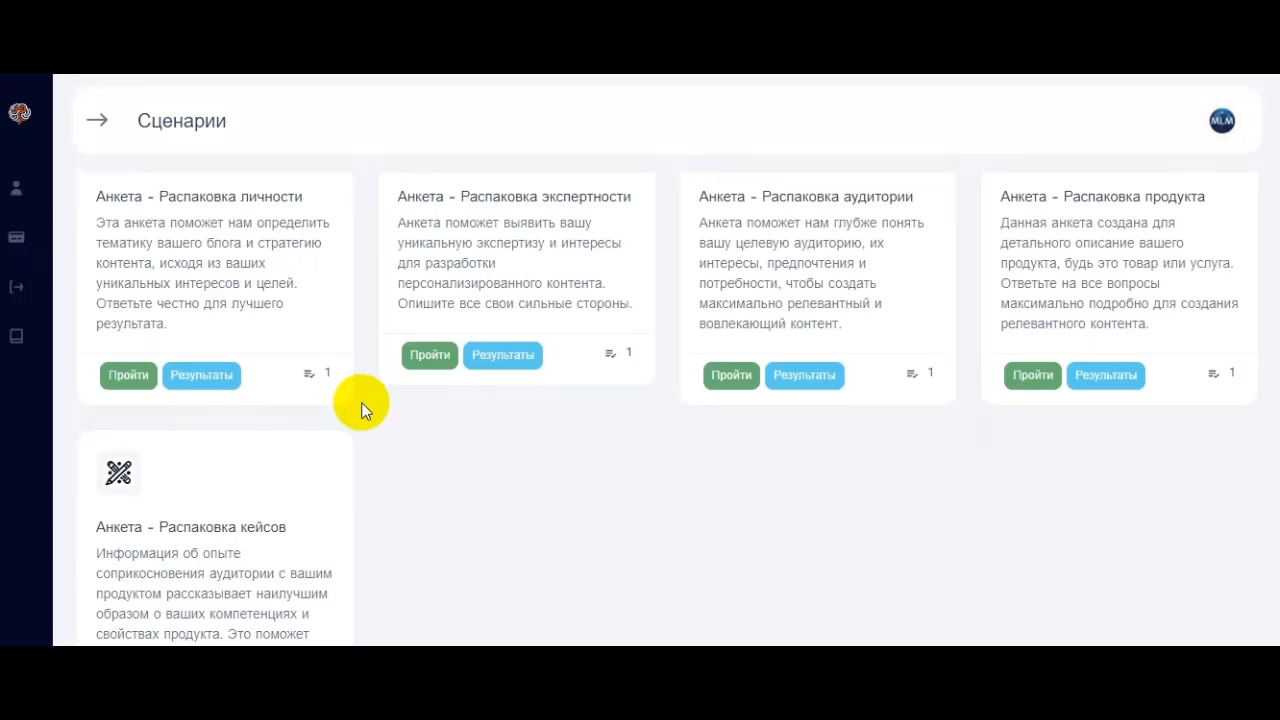 Сценарии
MLM
Анкета - Распаковка личности
Эта анкета поможет нам определить
тематику вашего блога и стратегию
контента, исходя из ваших
уникальных интересов и целей.
Ответьте честно для лучшего
результата.
Пройти
Результаты
1
Анкета - Распаковка экспертности
Анкета поможет выявить вашу
уникальную экспертизу и интересы
для разработки
персонализированного контента.
Опишите все свои сильные стороны.
Пройти
Результаты
1
Анкета - Распаковка аудитории
Анкета поможет нам глубже понять
вашу целевую аудиторию, их
интересы, предпочтения и
потребности, чтобы создать
максимально релевантный и
вовлекающий контент.
Пройти
Результаты
1
Анкета - Распаковка продукта
Данная анкета создана для
детального описание вашего
продукта, будь это товар или услуга.
Ответьте на все вопросы
максимально подробно для создания
релевантного контента.
Пройти
Результаты
1
Анкета - Распаковка кейсов
Информация об опыте
соприкосновения аудитории с вашим
продуктом рассказывает наилучшим
образом о ваших компетенциях и
свойствах продукта. Это поможет